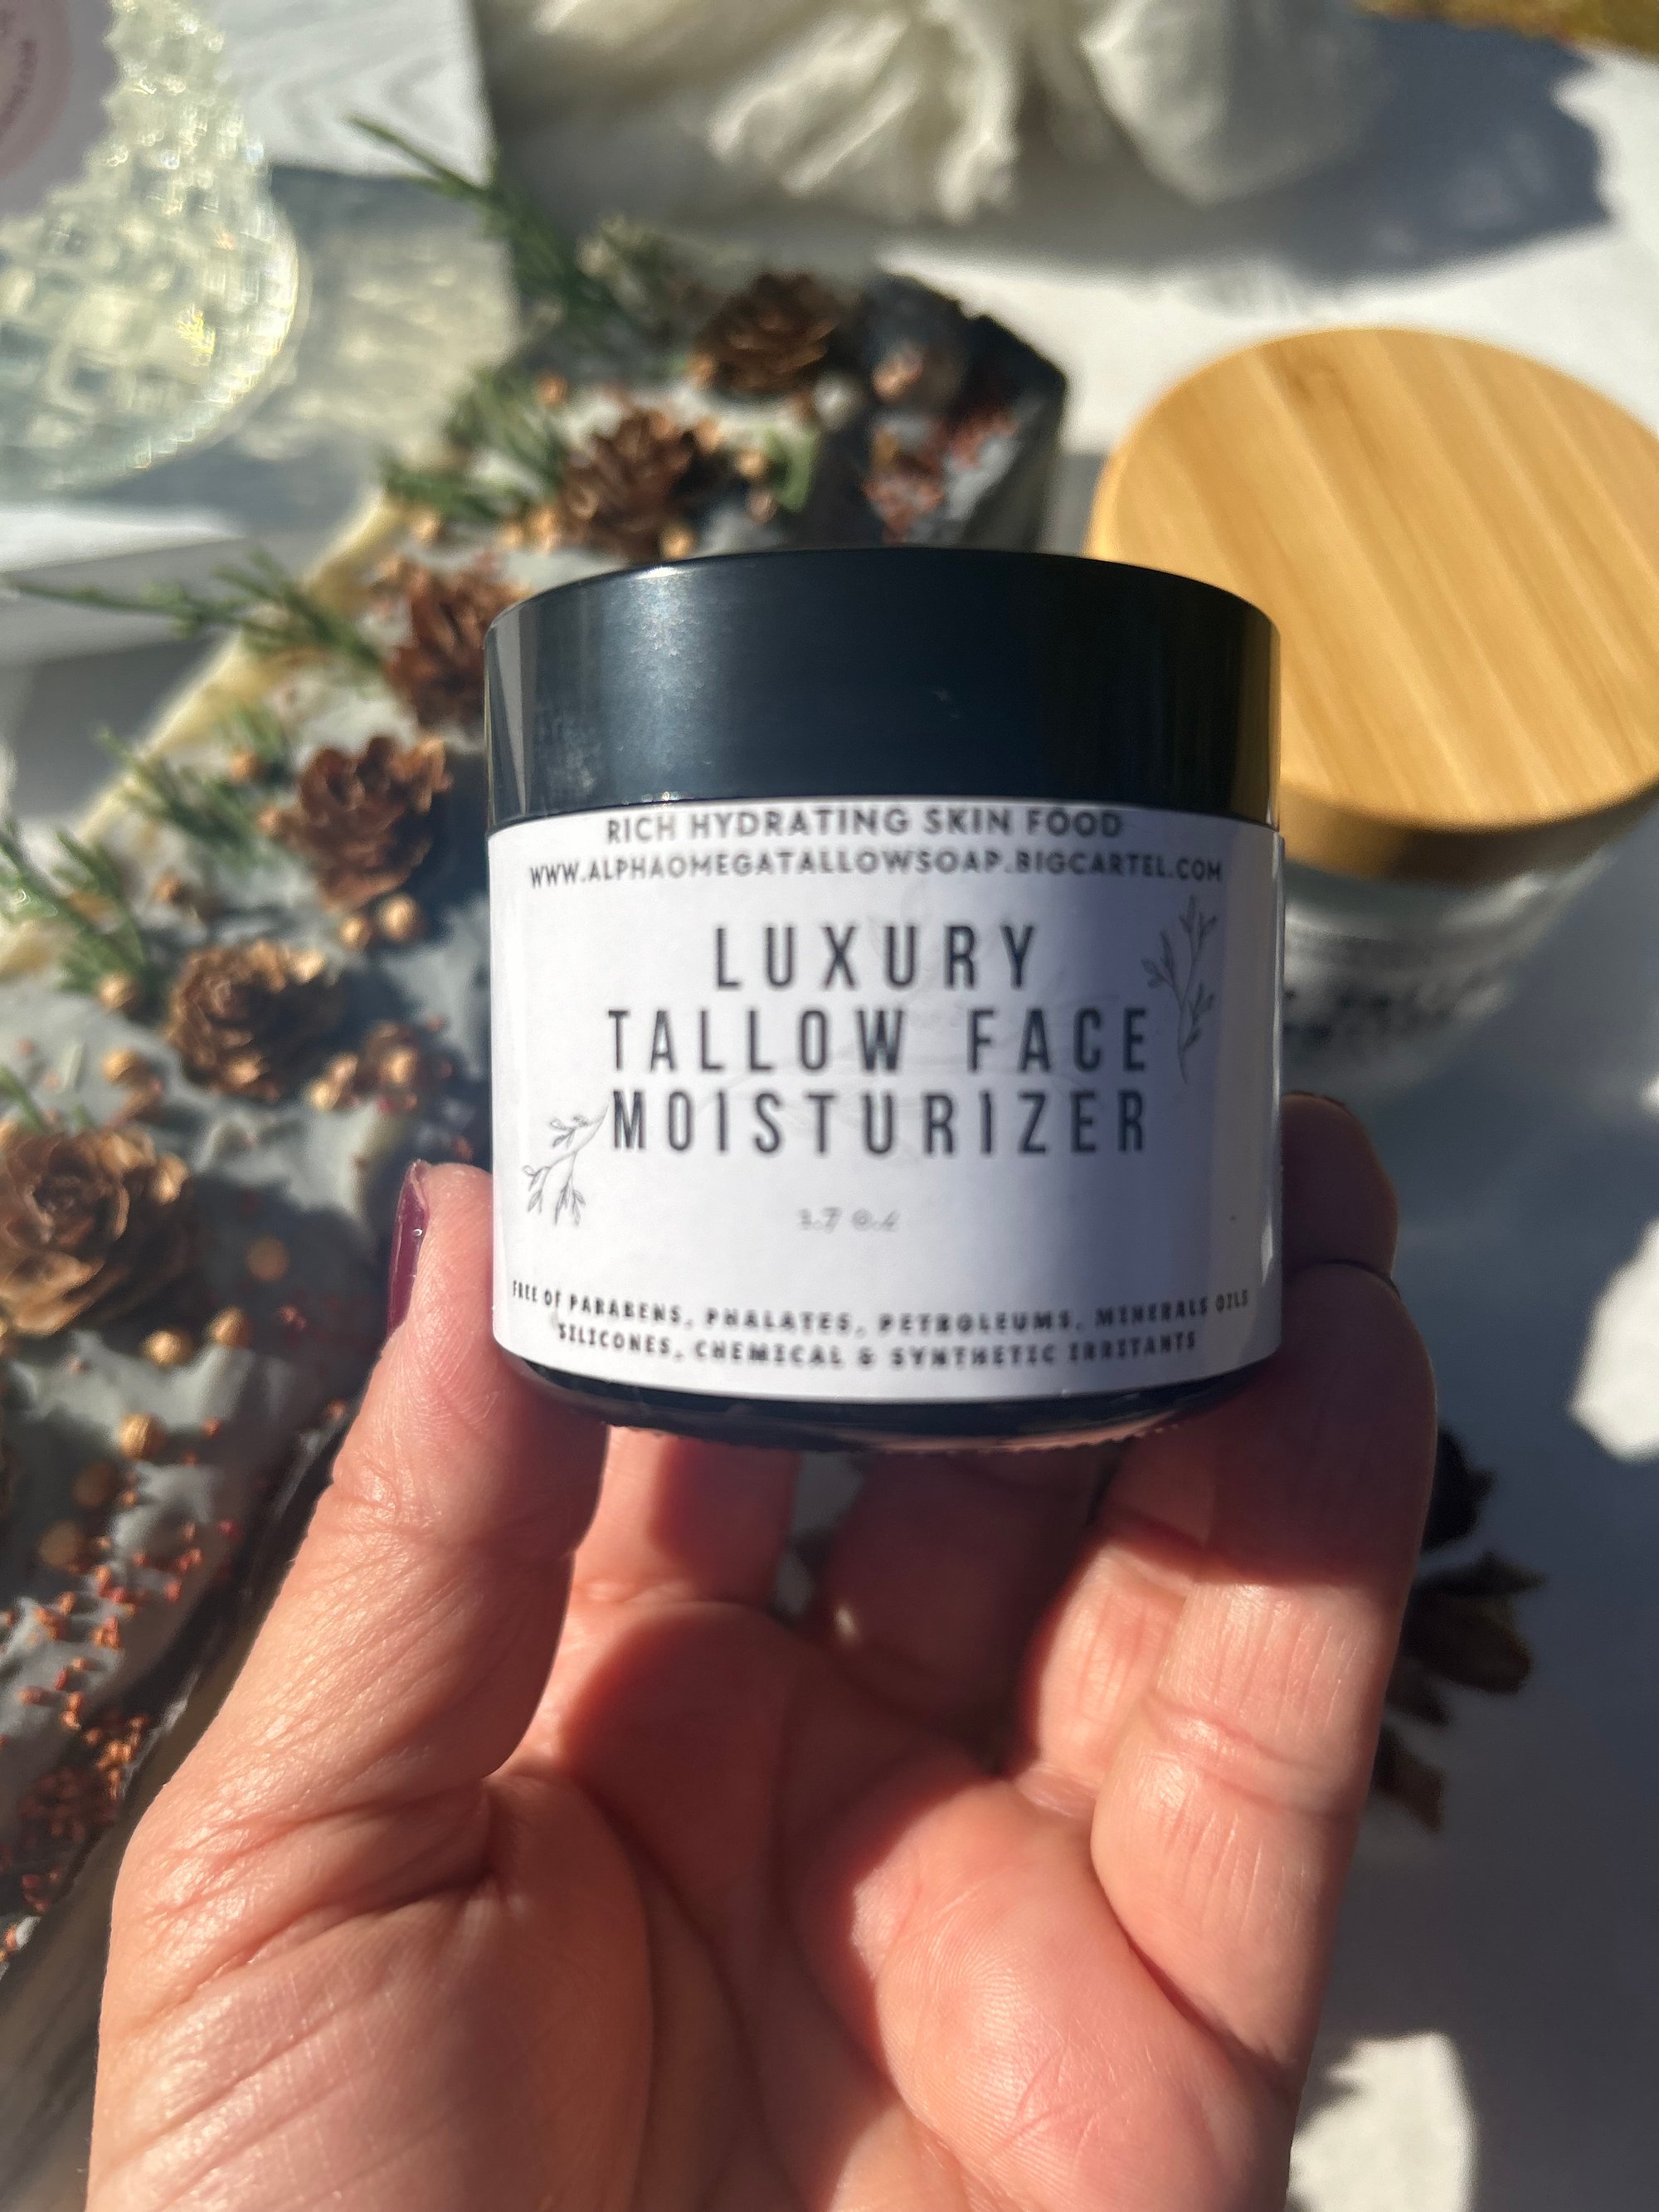 RICH HYDRATING SKIN FOOD
WWW.ALPHAOMEGATALLOWSOAP.BIGCARTEL.COM
LUXURY
TALLOW FACE
MOISTURIZER
FREE OF PARABENS, PHALATES, PETROLEUMS, MINERALS OILS
SILICONES, CHEMICAL & SYNTHETIC IRRITANTS